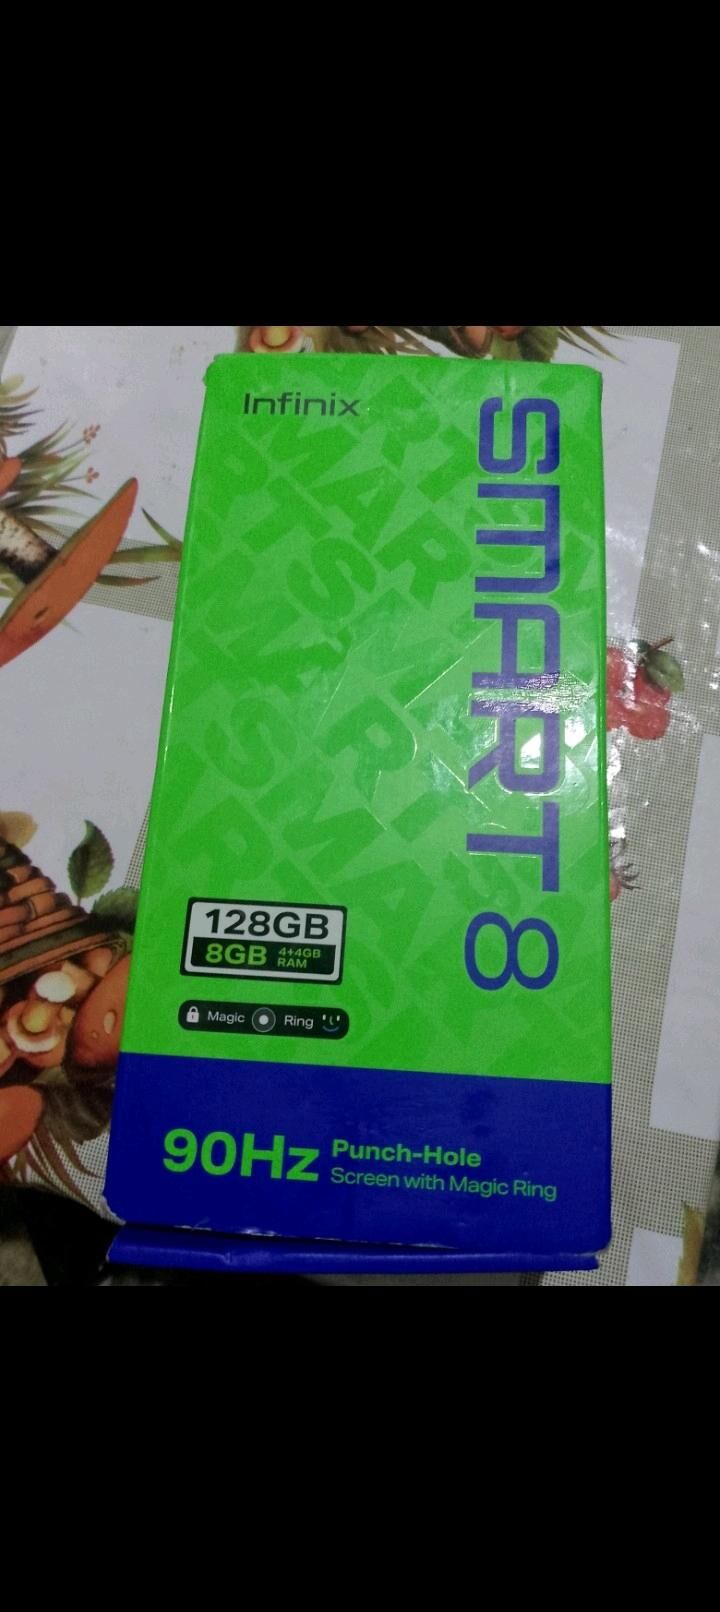 Infinix
SMART 8
128GB
8GB 4+4GB
RAM
Magic Ring
90Hz Punch-Hole
Screen with Magic Ring